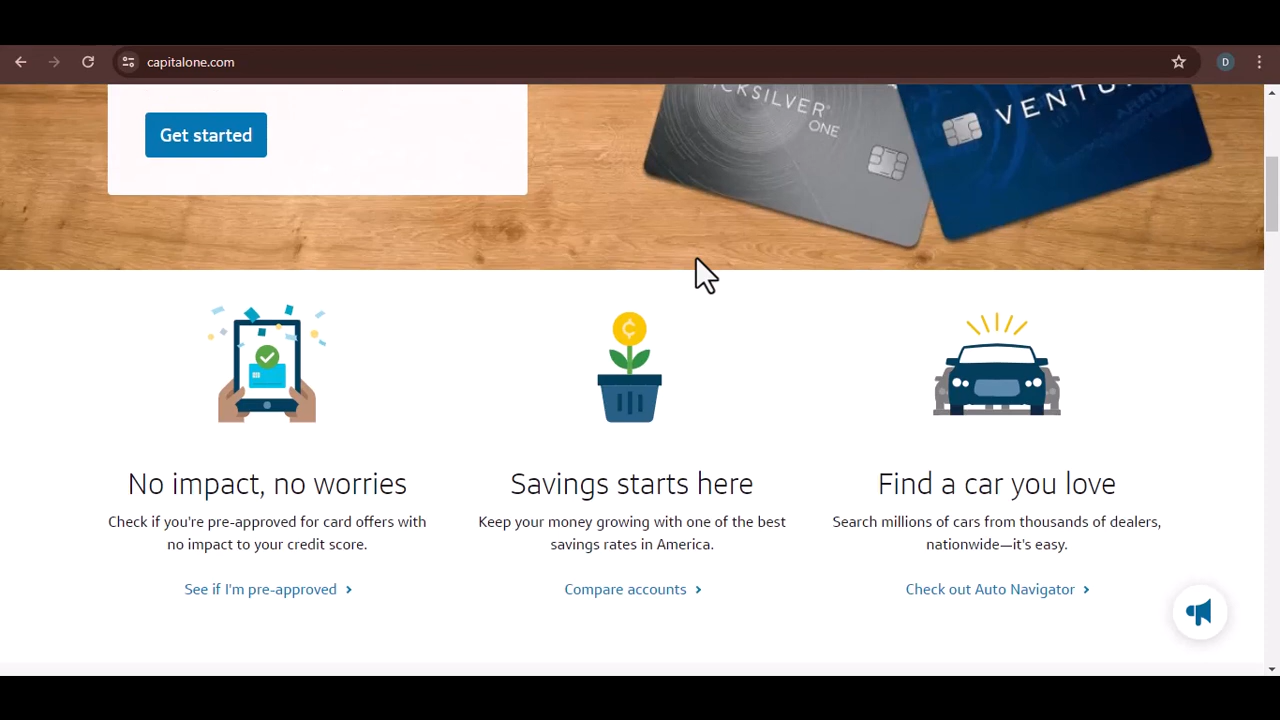 capitalone.com
D
Get started
ONE
No impact, no worries
Check if you're pre-approved for card offers with
no impact to your credit score.
See if I'm pre-approved
Savings starts here
Keep your money growing with one of the best
savings rates in America.
Compare accounts
Find a car you love
Search millions of cars from thousands of dealers,
nationwide—it's easy.
Check out Auto Navigator